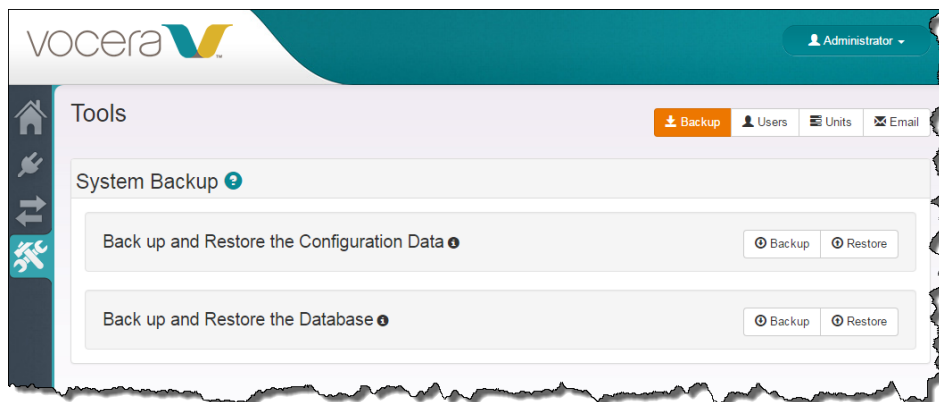 vocera
Administrator
Tools
Backup Users Units Email
System Backup
Back up and Restore the Configuration Data
Backup Restore
Back up and Restore the Database
Backup Restore